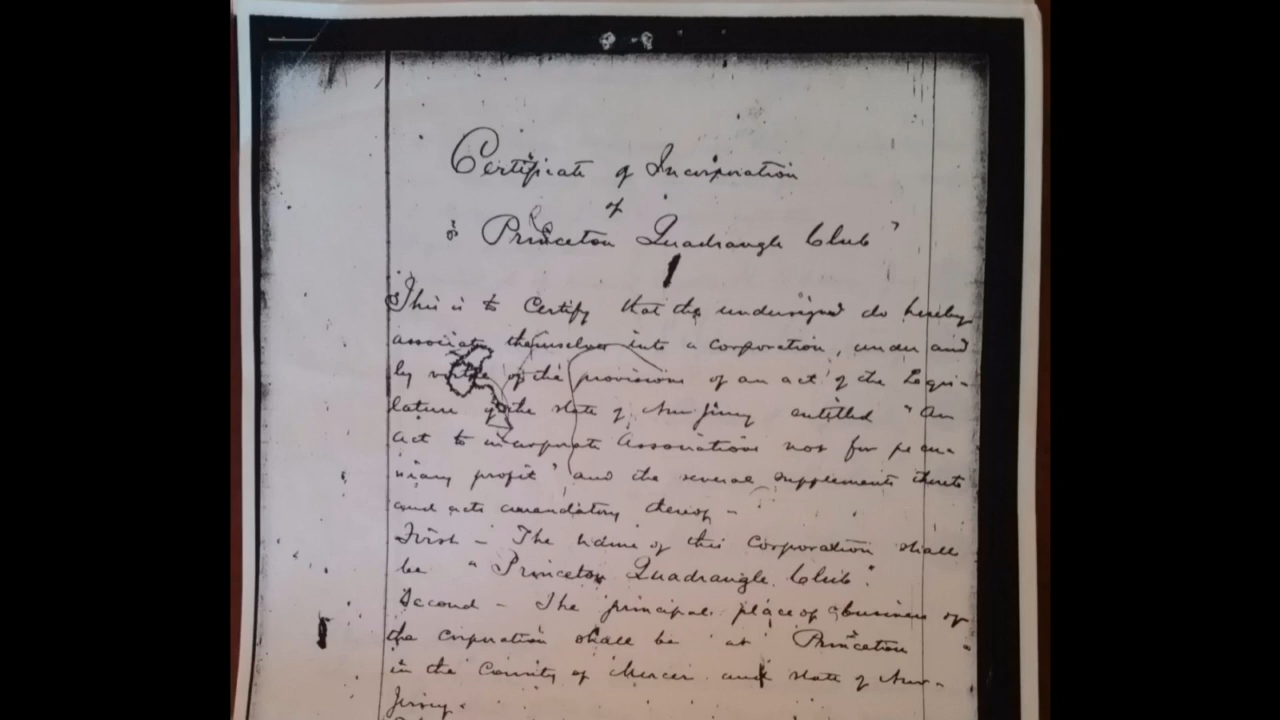 Certificate of Incorporation
of
" Princeton Quadrangle Club "
This is to Certify that the undersigned do hereby
associate themselves into a corporation, under and
by virtue of the provisions of an act of the Legis-
lature of the state of New Jersey entitled " An
act to incorporate Associations not for pecu-
niary profit " and the several supplements thereto
and acts amendatory thereof -
First - The name of this Corporation shall
be " Princeton Quadrangle Club "
Second - The principal place of business of
the corporation shall be at Princeton
in the County of Mercer and state of New -
Jersey.